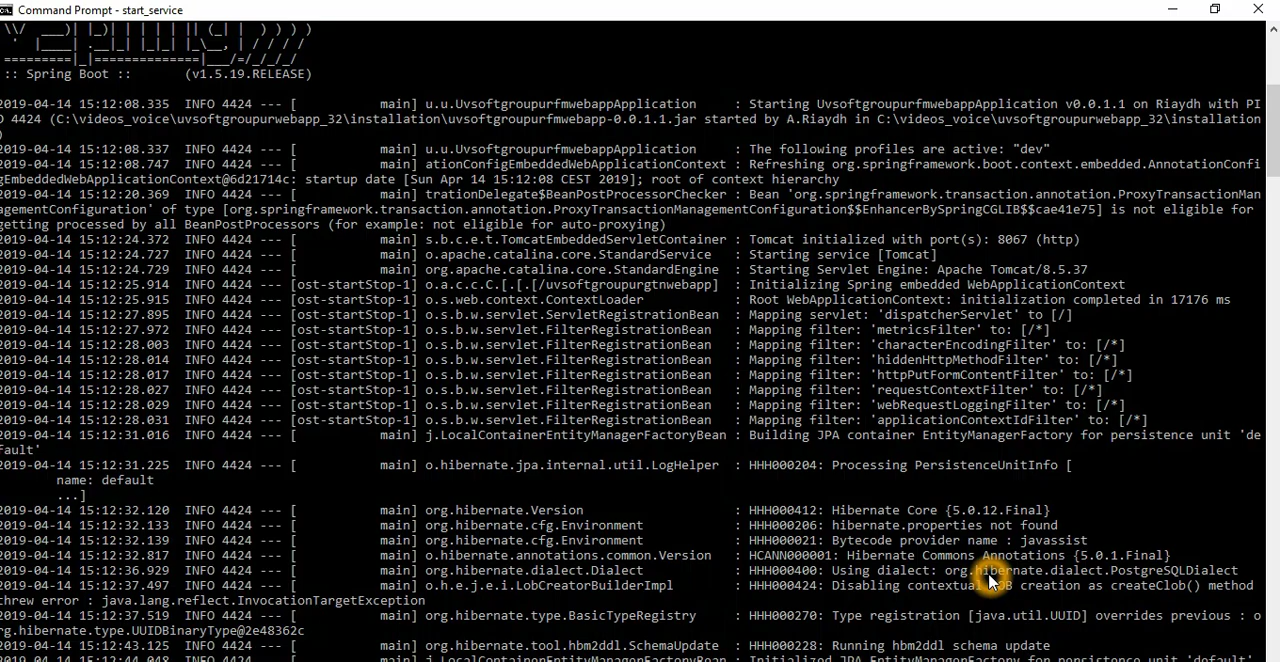 Command Prompt - start_service
:: Spring Boot ::       (v1.5.19.RELEASE)
2019-04-14 15:12:08.335  INFO 4424 --- [           main] u.u.UvsoftgroupurfmwebappApplication     : Starting UvsoftgroupurfmwebappApplication v0.0.1.1 on Riaydh with PI
D 4424 (C:\videos_voice\uvsoftgroupurwebapp_32\installation\uvsoftgroupurfmwebapp-0.0.1.1.jar started by A.Riaydh in C:\videos_voice\uvsoftgroupurwebapp_32\installation
)
2019-04-14 15:12:08.337  INFO 4424 --- [           main] u.u.UvsoftgroupurfmwebappApplication     : The following profiles are active: "dev"
2019-04-14 15:12:08.747  INFO 4424 --- [           main] ationConfigEmbeddedWebApplicationContext : Refreshing org.springframework.boot.context.embedded.AnnotationConfi
gEmbeddedWebApplicationContext@6d21714c: startup date [Sun Apr 14 15:12:08 CEST 2019]; root of context hierarchy
2019-04-14 15:12:20.369  INFO 4424 --- [           main] trationDelegate$BeanPostProcessorChecker : Bean 'org.springframework.transaction.annotation.ProxyTransactionMan
agementConfiguration' of type [org.springframework.transaction.annotation.ProxyTransactionManagementConfiguration$$EnhancerBySpringCGLIB$$cae41e75] is not eligible for
getting processed by all BeanPostProcessors (for example: not eligible for auto-proxying)
2019-04-14 15:12:24.372  INFO 4424 --- [           main] s.b.c.e.t.TomcatEmbeddedServletContainer : Tomcat initialized with port(s): 8067 (http)
2019-04-14 15:12:24.727  INFO 4424 --- [           main] o.apache.catalina.core.StandardService   : Starting service [Tomcat]
2019-04-14 15:12:24.729  INFO 4424 --- [           main] org.apache.catalina.core.StandardEngine  : Starting Servlet Engine: Apache Tomcat/8.5.37
2019-04-14 15:12:25.914  INFO 4424 --- [ost-startStop-1] o.a.c.c.C.[.[.[/uvsoftgroupurgtnwebapp]  : Initializing Spring embedded WebApplicationContext
2019-04-14 15:12:25.915  INFO 4424 --- [ost-startStop-1] o.s.web.context.ContextLoader            : Root WebApplicationContext: initialization completed in 17176 ms
2019-04-14 15:12:27.895  INFO 4424 --- [ost-startStop-1] o.s.b.w.servlet.ServletRegistrationBean  : Mapping servlet: 'dispatcherServlet' to [/]
2019-04-14 15:12:27.972  INFO 4424 --- [ost-startStop-1] o.s.b.w.servlet.FilterRegistrationBean   : Mapping filter: 'metricsFilter' to: [/*]
2019-04-14 15:12:28.003  INFO 4424 --- [ost-startStop-1] o.s.b.w.servlet.FilterRegistrationBean   : Mapping filter: 'characterEncodingFilter' to: [/*]
2019-04-14 15:12:28.014  INFO 4424 --- [ost-startStop-1] o.s.b.w.servlet.FilterRegistrationBean   : Mapping filter: 'hiddenHttpMethodFilter' to: [/*]
2019-04-14 15:12:28.017  INFO 4424 --- [ost-startStop-1] o.s.b.w.servlet.FilterRegistrationBean   : Mapping filter: 'httpPutFormContentFilter' to: [/*]
2019-04-14 15:12:28.027  INFO 4424 --- [ost-startStop-1] o.s.b.w.servlet.FilterRegistrationBean   : Mapping filter: 'requestContextFilter' to: [/*]
2019-04-14 15:12:28.029  INFO 4424 --- [ost-startStop-1] o.s.b.w.servlet.FilterRegistrationBean   : Mapping filter: 'webRequestLoggingFilter' to: [/*]
2019-04-14 15:12:28.031  INFO 4424 --- [ost-startStop-1] o.s.b.w.servlet.FilterRegistrationBean   : Mapping filter: 'applicationContextIdFilter' to: [/*]
2019-04-14 15:12:31.016  INFO 4424 --- [           main] j.LocalContainerEntityManagerFactoryBean : Building JPA container EntityManagerFactory for persistence unit 'de
fault'
2019-04-14 15:12:31.225  INFO 4424 --- [           main] o.hibernate.jpa.internal.util.LogHelper  : HHH000204: Processing PersistenceUnitInfo [
name: default
...]
2019-04-14 15:12:32.120  INFO 4424 --- [           main] org.hibernate.Version                    : HHH000412: Hibernate Core {5.0.12.Final}
2019-04-14 15:12:32.133  INFO 4424 --- [           main] org.hibernate.cfg.Environment            : HHH000206: hibernate.properties not found
2019-04-14 15:12:32.133  INFO 4424 --- [           main] org.hibernate.cfg.Environment            : HHH000021: Bytecode provider name : javassist
2019-04-14 15:12:32.817  INFO 4424 --- [           main] o.hibernate.annotations.common.Version   : HCANN000001: Hibernate Commons Annotations {5.0.1.Final}
2019-04-14 15:12:36.929  INFO 4424 --- [           main] org.hibernate.dialect.Dialect            : HHH000400: Using dialect: org.hibernate.dialect.PostgreSQLDialect
2019-04-14 15:12:37.497  INFO 4424 --- [           main] o.h.e.j.e.i.LobCreatorBuilderImpl        : HHH000424: Disabling contextual LOB creation as createClob() method
threw error : java.lang.reflect.InvocationTargetException
2019-04-14 15:12:37.519  INFO 4424 --- [           main] org.hibernate.type.BasicTypeRegistry     : HHH000270: Type registration [java.util.UUID] overrides previous : o
rg.hibernate.type.UUIDBinaryType@2e48362c
2019-04-14 15:12:43.125  INFO 4424 --- [           main] org.hibernate.tool.hbm2ddl.SchemaUpdate  : HHH000228: Running hbm2ddl schema update
2019-04-14 15:12:44.048  INFO 4424 --- [           main] j.LocalContainerEntityManagerFactoryBean : Initialized JPA EntityManagerFactory for persistence unit 'default'